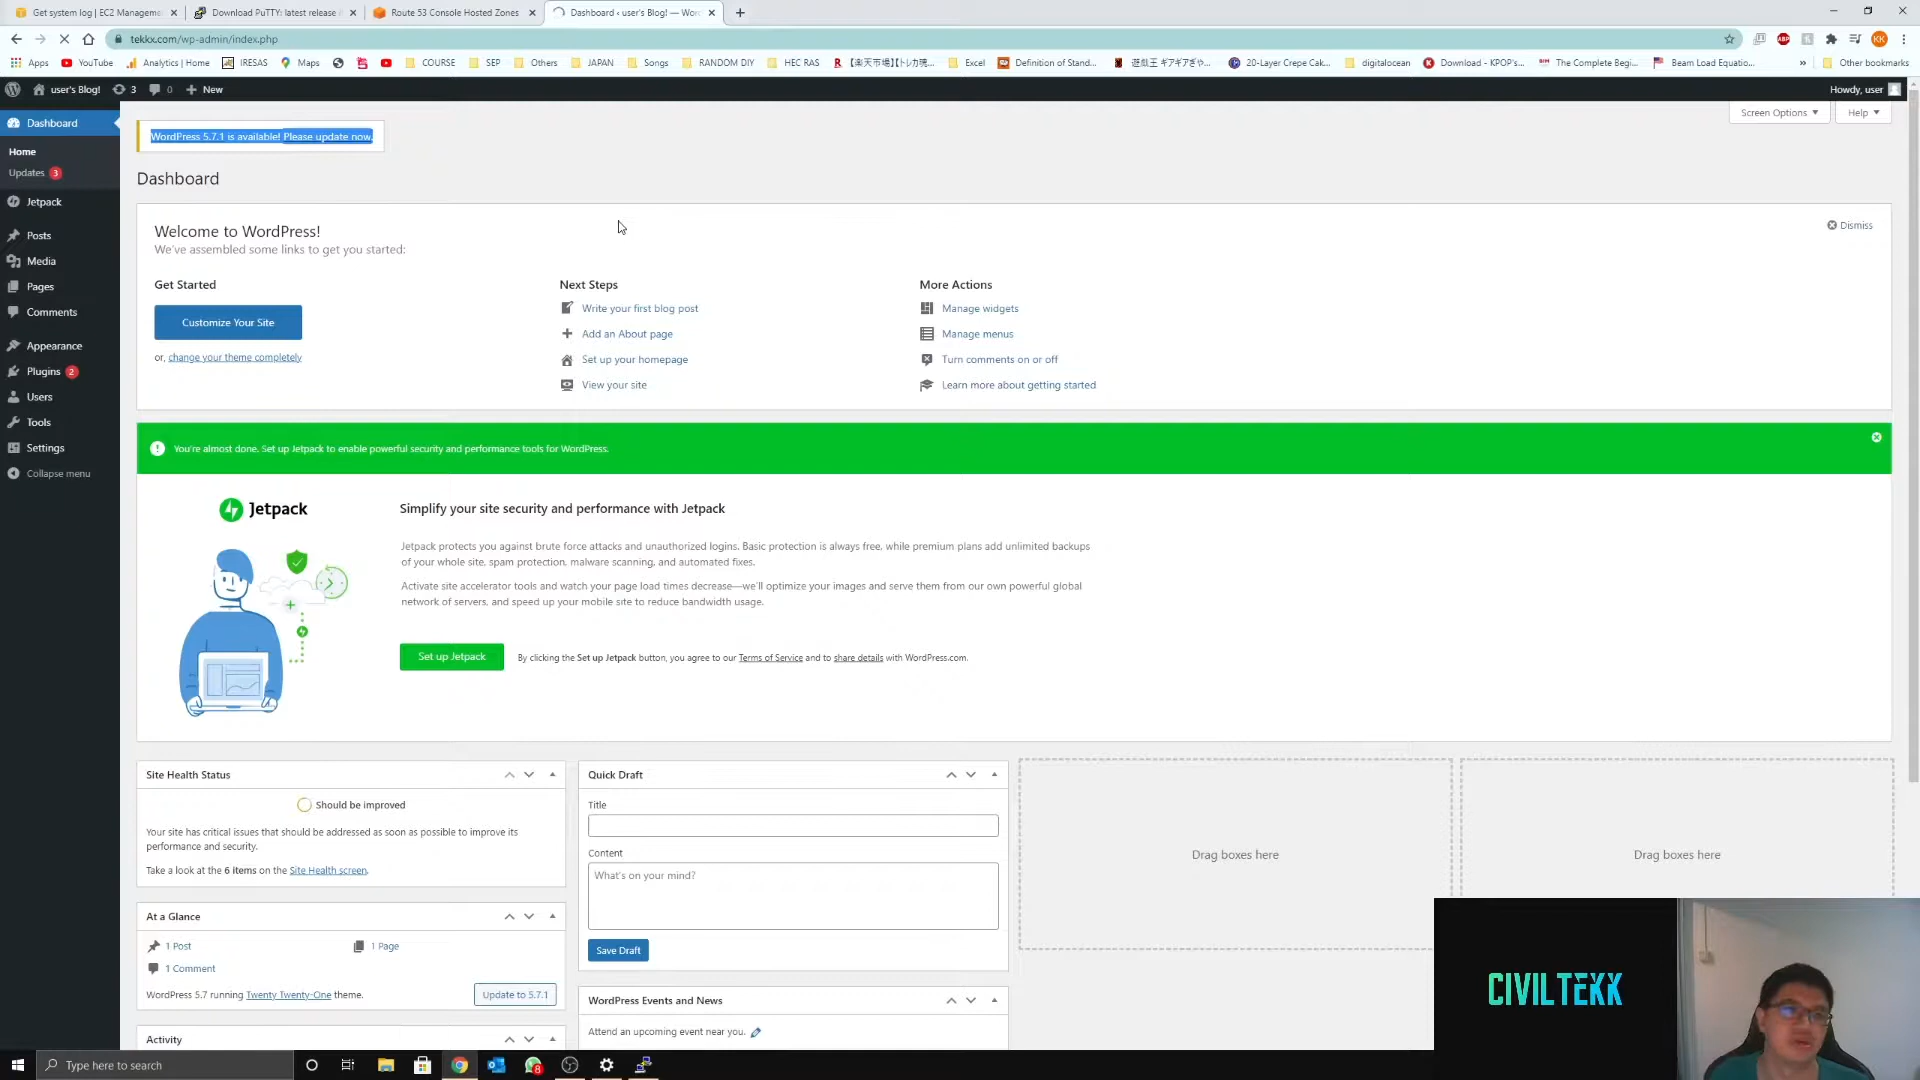 Get system log | EC2 Manageme
Download PuTTY: latest release
Route 53 Console Hosted Zones
Dashboard ‹ user's Blog! — Wor
tekkx.com/wp-admin/index.php
Apps
YouTube
Analytics | Home
IRESAS
Maps
COURSE
SEP
Others
JAPAN
Songs
RANDOM DIY
HEC RAS
Excel
Definition of Stand...
20-Layer Crepe Cak...
digitalocean
Download - KPOP's...
The Complete Begi...
Beam Load Equatio...
»
Other bookmarks
user's Blog!
3
0
New
Howdy, user
Screen Options
Help
Dashboard
Home
Updates 3
Jetpack
Posts
Media
Pages
Comments
Appearance
Plugins 2
Users
Tools
Settings
Collapse menu
WordPress 5.7.1 is available! Please update now.
Dashboard
Welcome to WordPress!
We've assembled some links to get you started:
Dismiss
Get Started
Customize Your Site
or, change your theme completely
Next Steps
Write your first blog post
Add an About page
Set up your homepage
View your site
More Actions
Manage widgets
Manage menus
Turn comments on or off
Learn more about getting started
You're almost done. Set up Jetpack to enable powerful security and performance tools for WordPress.
Jetpack
Simplify your site security and performance with Jetpack
Jetpack protects you against brute force attacks and unauthorized logins. Basic protection is always free, while premium plans add unlimited backups
of your whole site, spam protection, malware scanning, and automated fixes.
Activate site accelerator tools and watch your page load times decrease—we'll optimize your images and serve them from our own powerful global
network of servers, and speed up your mobile site to reduce bandwidth usage.
Set up Jetpack
By clicking the Set up Jetpack button, you agree to our Terms of Service and to share details with WordPress.com.
Site Health Status
Should be improved
Your site has critical issues that should be addressed as soon as possible to improve its
performance and security.
Take a look at the 6 items on the Site Health screen.
At a Glance
1 Post
1 Page
1 Comment
WordPress 5.7 running Twenty Twenty-One theme.
Update to 5.7.1
Activity
Quick Draft
Title
Content
What's on your mind?
Save Draft
WordPress Events and News
Attend an upcoming event near you.
Drag boxes here
Drag boxes here
CIVILTEKK
Type here to search
8